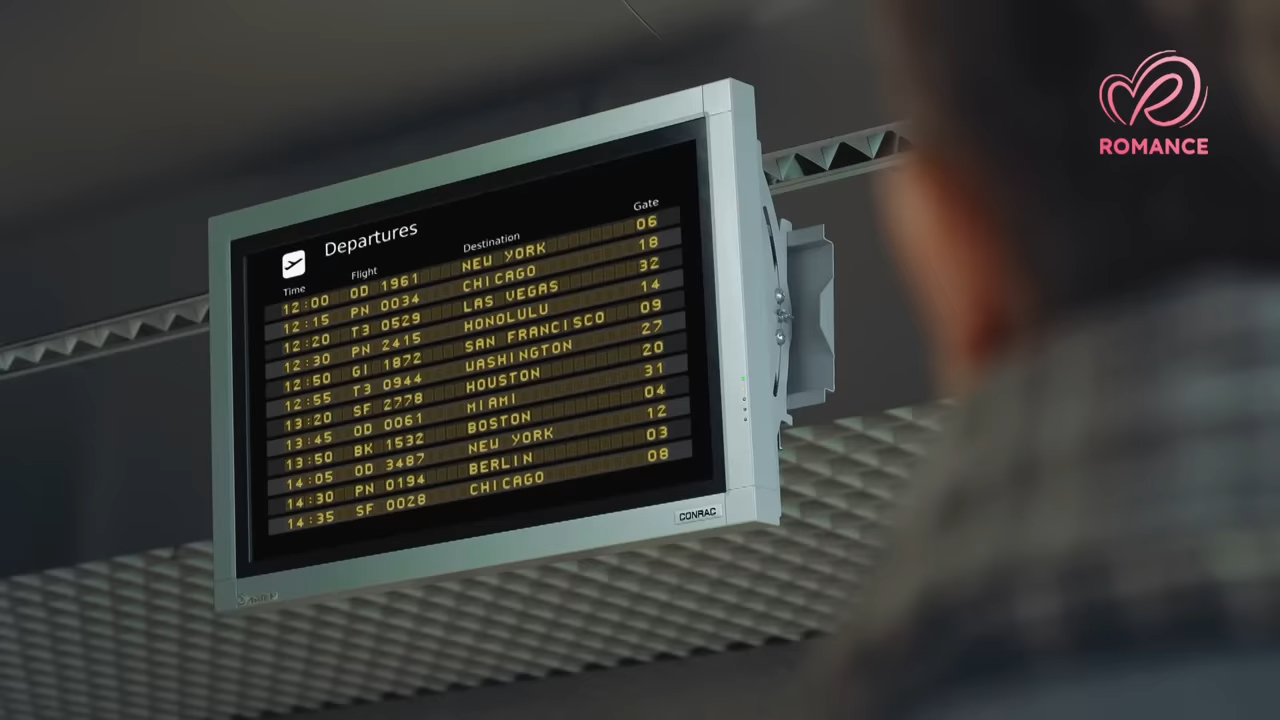 ROMANCE
Departures
Time Flight Destination Gate
12:00 OD 1961 NEW YORK 06
12:15 PN 0034 CHICAGO 18
12:20 T3 0529 LAS VEGAS 32
12:30 PN 2415 HONOLULU 14
12:50 GI 1872 SAN FRANCISCO 09
12:55 T3 0944 WASHINGTON 27
13:20 SF 2778 HOUSTON 20
13:45 OD 0061 MIAMI 31
13:50 BK 1532 BOSTON 04
14:05 OD 3487 NEW YORK 12
14:30 PN 0194 BERLIN 03
14:35 SF 0028 CHICAGO 08
CONRAC